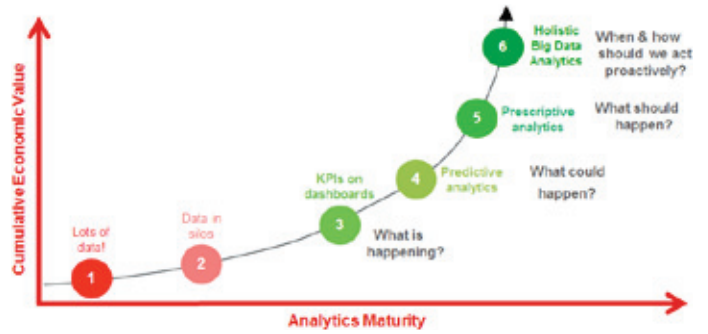 Cumulative Economic Value
6
Holistic
Big Data
Analytics
When & how
should we act
proactively?
5
Prescriptive
analytics
What should
happen?
4
Predictive
analytics
What could
happen?
KPIs on
dashboards
3
What is
happening?
Data in
silos
2
Lots of
data!
1
Analytics Maturity